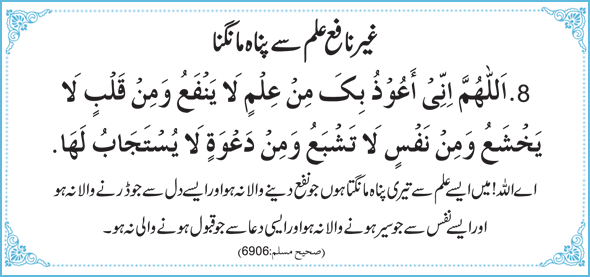 غیر نافع علم سے پناہ مانگنا
8. اَللّٰهُمَّ اِنِّیْ أَعُوْذُ بِکَ مِنْ عِلْمٍ لَا يَنْفَعُ وَمِنْ قَلْبٍ لَا
يَخْشَعُ وَمِنْ نَفْسٍ لَا تَشْبَعُ وَمِنْ دَعْوَةٍ لَا يُسْتَجَابُ لَهَا.
اے اللہ! میں ایسے علم سے تیری پناہ مانگتا ہوں جو نفع دینے والا نہ ہو اور ایسے دل سے جو ڈرنے والا نہ ہو
اور ایسے نفس سے جو سیر ہونے والا نہ ہو اور ایسی دعا سے جو قبول ہونے والی نہ ہو۔
(صحیح مسلم:6906)